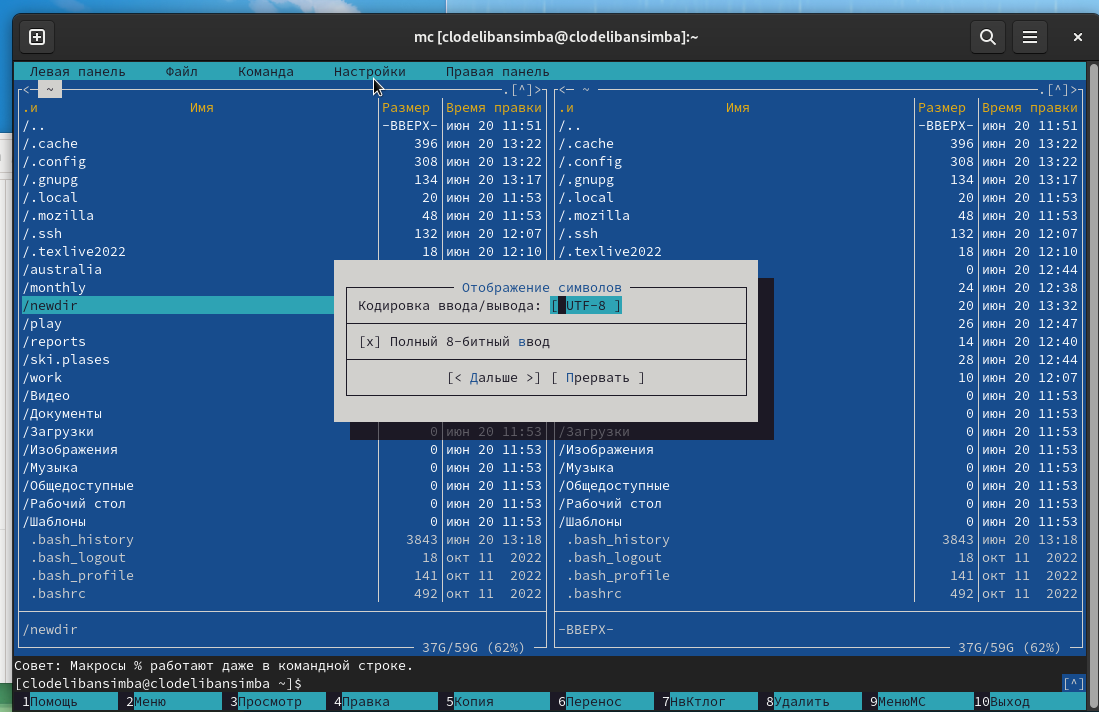 mc [clodelibansimba@clodelibansimba]:~
Левая панель Файл Команда Настройки Правая панель
<─ ~ ─.[^]>
<─ ~ ─.[^]>
.и Имя Размер Время правки .и Имя Размер Время правки
/.. -ВВЕРХ- июн 20 11:51 /.. -ВВЕРХ- июн 20 11:51
/.cache 396 июн 20 13:22 /.cache 396 июн 20 13:22
/.config 308 июн 20 13:22 /.config 308 июн 20 13:22
/.gnupg 134 июн 20 13:17 /.gnupg 134 июн 20 13:17
/.local 20 июн 20 11:53 /.local 20 июн 20 11:53
/.mozilla 48 июн 20 11:53 /.mozilla 48 июн 20 11:53
/.ssh 132 июн 20 12:07 /.ssh 132 июн 20 12:07
/.texlive2022 18 июн 20 12:10 /.texlive2022 18 июн 20 12:10
/australia 0 июн 20 12:44
/monthly 24 июн 20 12:38
/newdir 20 июн 20 13:32
/play 26 июн 20 12:47
/reports 14 июн 20 12:40
/ski.plases 28 июн 20 12:44
/work 10 июн 20 12:07
/Видео 0 июн 20 11:53
/Документы 0 июн 20 11:53
Отображение символов
Кодировка ввода/вывода: [ UTF-8 ]
[x] Полный 8-битный ввод
[< Дальше >] [ Прервать ]
/Загрузки 0 июн 20 11:53 /Загрузки 0 июн 20 11:53
/Изображения 0 июн 20 11:53 /Изображения 0 июн 20 11:53
/Музыка 0 июн 20 11:53 /Музыка 0 июн 20 11:53
/Общедоступные 0 июн 20 11:53 /Общедоступные 0 июн 20 11:53
/Рабочий стол 0 июн 20 11:53 /Рабочий стол 0 июн 20 11:53
/Шаблоны 0 июн 20 11:53 /Шаблоны 0 июн 20 11:53
.bash_history 3843 июн 20 13:18 .bash_history 3843 июн 20 13:18
.bash_logout 18 окт 11 2022 .bash_logout 18 окт 11 2022
.bash_profile 141 окт 11 2022 .bash_profile 141 окт 11 2022
.bashrc 492 окт 11 2022 .bashrc 492 окт 11 2022
/newdir -ВВЕРХ-
37G/59G (62%) 37G/59G (62%)
Совет: Макросы % работают даже в командной строке.
[clodelibansimba@clodelibansimba ~]$ [^]
1Помощь 2Меню 3Просмотр 4Правка 5Копия 6Перенос 7НвКтлог 8Удалить 9МенюМС 10Выход